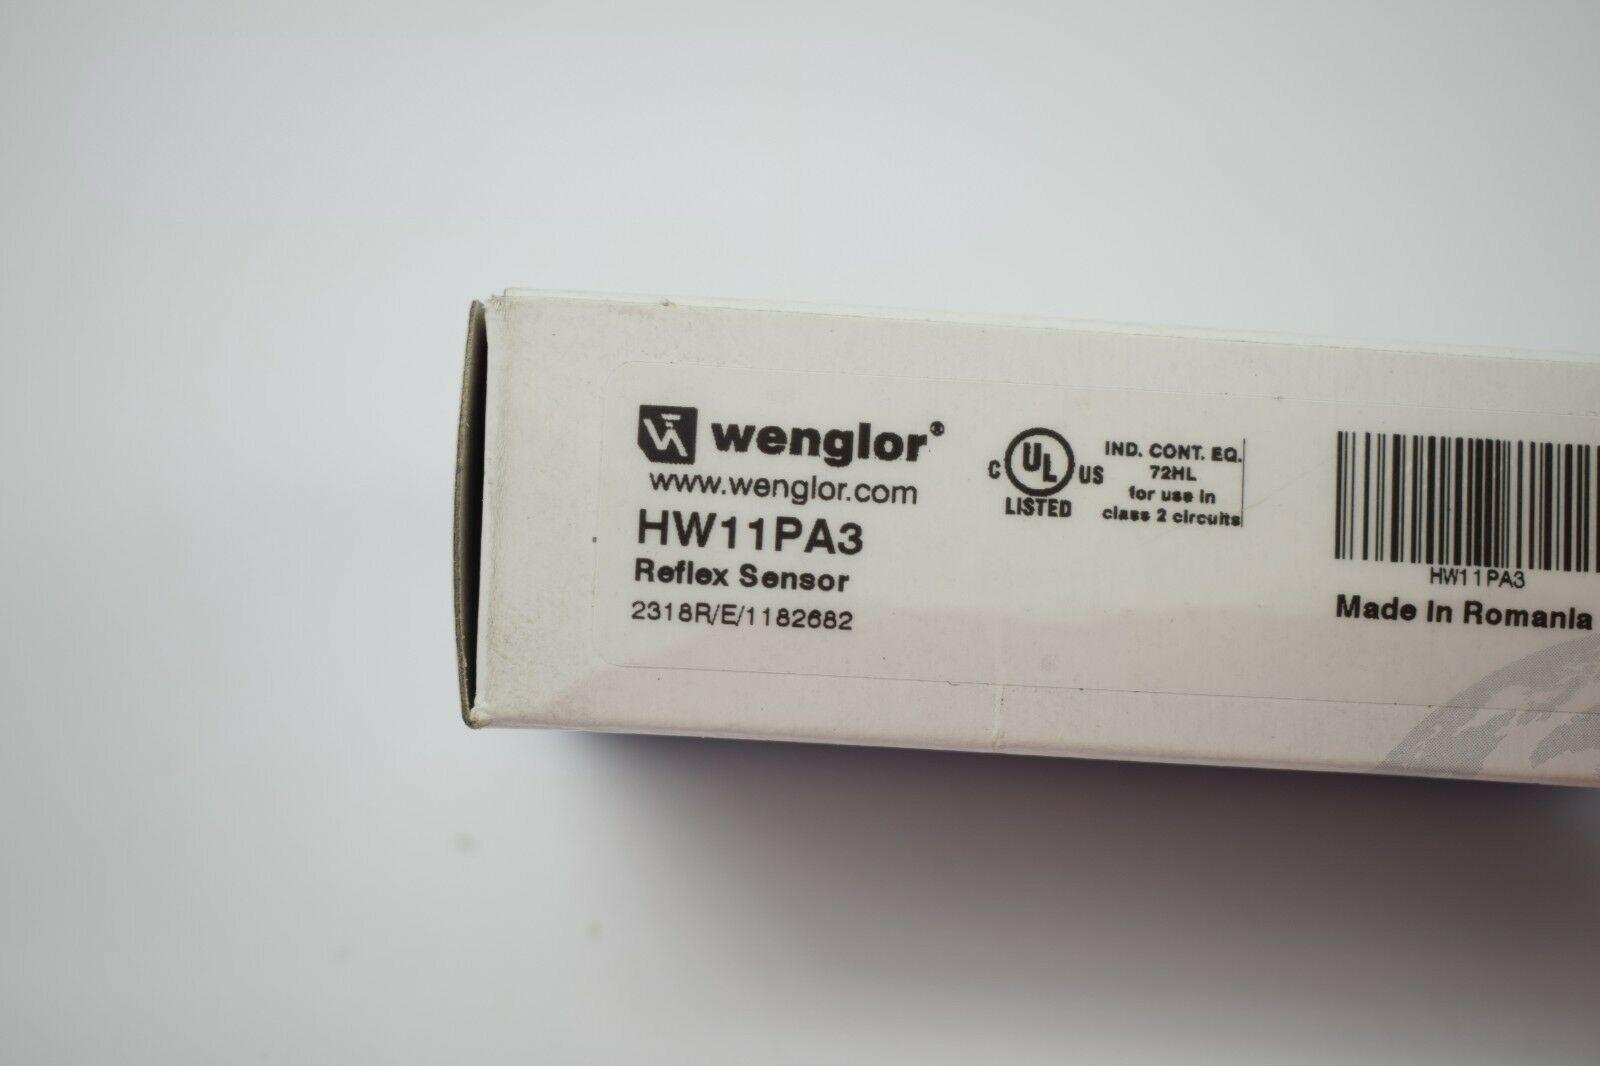 wenglor®
www.wenglor.com
HW11PA3
Reflex Sensor
2318R/E/1182682
C UL US
LISTED
IND. CONT. EQ.
72HL
for use in
class 2 circuits
HW11PA3
Made in Romania